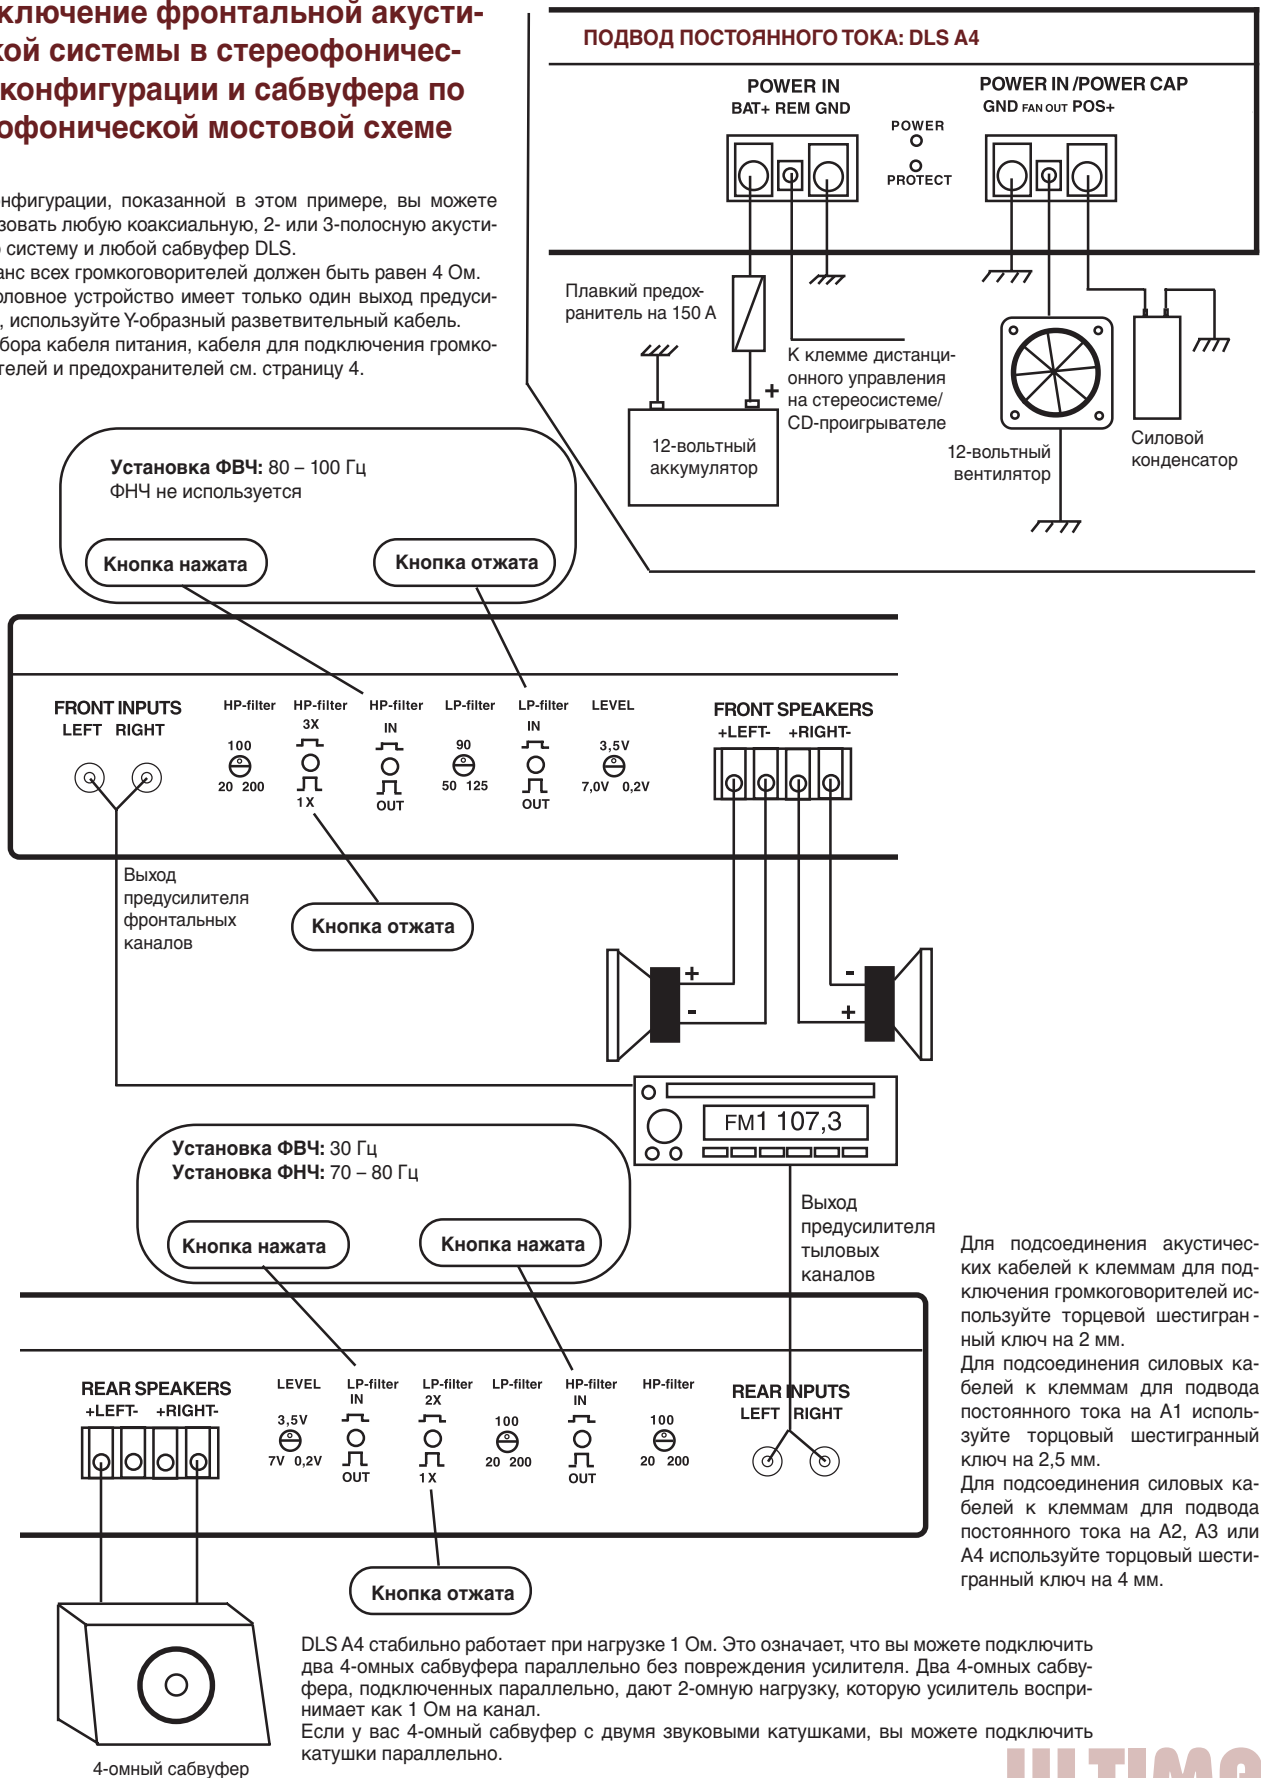 ключение фронтальной акусти-
кой системы в стереофоничес-
конфигурации и сабвуфера по
офонической мостовой схеме
нфигурации, показанной в этом примере, вы можете
зовать любую коаксиальную, 2- или 3-полосную акусти-
ю систему и любой сабвуфер DLS.
анс всех громкоговорителей должен быть равен 4 Ом.
оловное устройство имеет только один выход предуси-
, используйте Y-образный разветвительный кабель.
бора кабеля питания, кабеля для подключения громко-
телей и предохранителей см. страницу 4.
ПОДВОД ПОСТОЯННОГО ТОКА: DLS A4
POWER IN
BAT+ REM GND
POWER
PROTECT
POWER IN /POWER CAP
GND FAN OUT POS+
Плавкий предох-
ранитель на 150 А
+
12-вольтный
аккумулятор
К клемме дистанци-
онного управления
на стереосистеме/
CD-проигрывателе
12-вольтный
вентилятор
Силовой
конденсатор
Установка ФВЧ: 80 – 100 Гц
ФНЧ не используется
Кнопка нажата
Кнопка отжата
FRONT INPUTS
LEFT RIGHT
HP-filter
100
20 200
HP-filter
3X
1X
HP-filter
IN
OUT
LP-filter
90
50 125
LP-filter
IN
OUT
LEVEL
3,5V
7,0V 0,2V
FRONT SPEAKERS
+LEFT- +RIGHT-
Выход
предусилителя
фронтальных
каналов
Кнопка отжата
+
-
-
+
FM1 107,3
Установка ФВЧ: 30 Гц
Установка ФНЧ: 70 – 80 Гц
Кнопка нажата
Кнопка нажата
Выход
предусилителя
тыловых
каналов
REAR SPEAKERS
+LEFT- +RIGHT-
LEVEL
3,5V
7V 0,2V
LP-filter
IN
OUT
LP-filter
2X
1X
LP-filter
100
20 200
HP-filter
IN
OUT
HP-filter
100
20 200
REAR INPUTS
LEFT RIGHT
Кнопка отжата
4-омный сабвуфер
Для подсоединения акустичес-
ких кабелей к клеммам для под-
ключения громкоговорителей ис-
пользуйте торцевой шестигран-
ный ключ на 2 мм.
Для подсоединения силовых ка-
белей к клеммам для подвода
постоянного тока на А1 исполь-
зуйте торцовый шестигранный
ключ на 2,5 мм.
Для подсоединения силовых ка-
белей к клеммам для подвода
постоянного тока на А2, А3 или
А4 используйте торцовый шести-
гранный ключ на 4 мм.
DLS A4 стабильно работает при нагрузке 1 Ом. Это означает, что вы можете подключить
два 4-омных сабвуфера параллельно без повреждения усилителя. Два 4-омных сабву-
фера, подключенных параллельно, дают 2-омную нагрузку, которую усилитель воспри-
нимает как 1 Ом на канал.
Если у вас 4-омный сабвуфер с двумя звуковыми катушками, вы можете подключить
катушки параллельно.